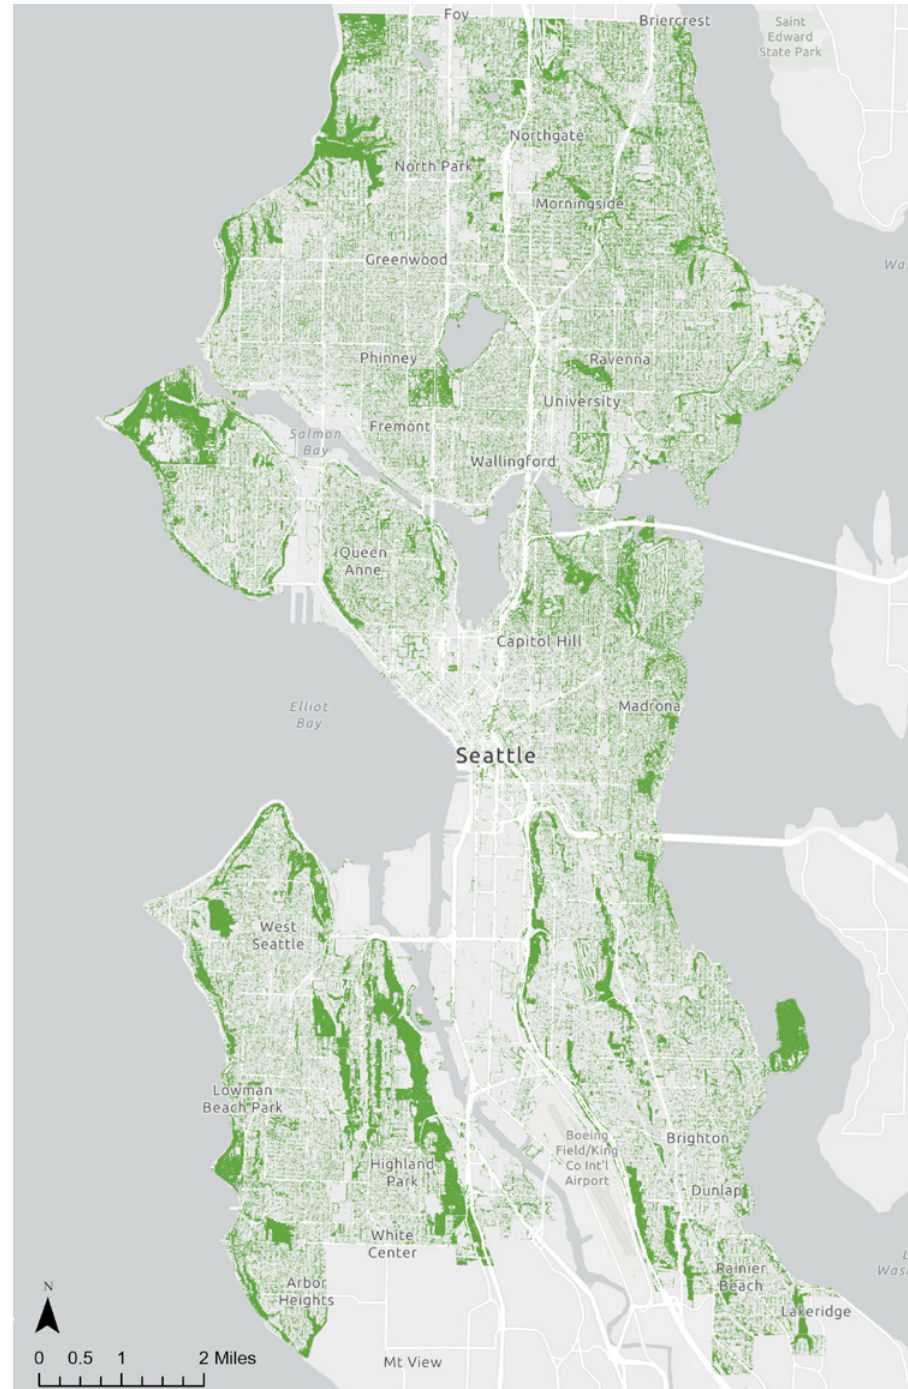 Foy
Briercrest
Saint
Edward
State Park
Northgate
North Park
Morningside
Greenwood
Was
Phinney
Ravenna
University
Fremont
Salmon
Bay
Wallingford
Queen
Anne
Capitol Hill
Elliot
Bay
Madrona
Seattle
West
Seattle
Lowman
Beach Park
Boeing
Field/King
Co Int'l
Airport
Brighton
Highland
Park
Dunlap
White
Center
L
Wash
Rainier
Beach
Arbor
Heights
N
Lakeridge
0 0.5 1 2 Miles
Mt View